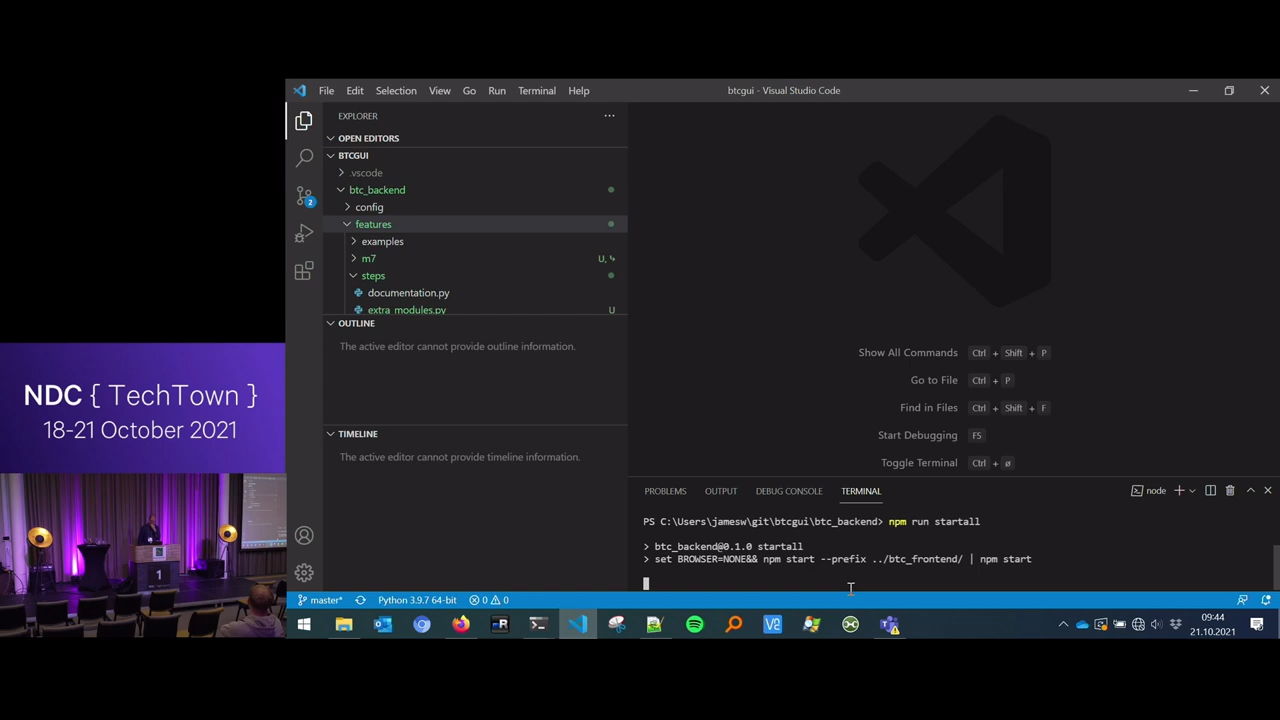 File Edit Selection View Go Run Terminal Help
btcgui - Visual Studio Code
EXPLORER
OPEN EDITORS
BTCGUI
.vscode
btc_backend
config
features
examples
m7
U,
steps
documentation.py
extra_modules.py
U
OUTLINE
The active editor cannot provide outline information.
TIMELINE
The active editor cannot provide timeline information.
2
Show All Commands Ctrl + Shift + P
Go to File Ctrl + P
Find in Files Ctrl + Shift + F
Start Debugging F5
Toggle Terminal Ctrl + ø
PROBLEMS OUTPUT DEBUG CONSOLE TERMINAL
node
PS C:\Users\jamesw\git\btcgui\btc_backend> npm run startall
> btc_backend@0.1.0 startall
> set BROWSER=NONE&& npm start --prefix ../btc_frontend/ | npm start
master* Python 3.9.7 64-bit 0 0
09:44
21.10.2021
NDC { TechTown }
18-21 October 2021
1